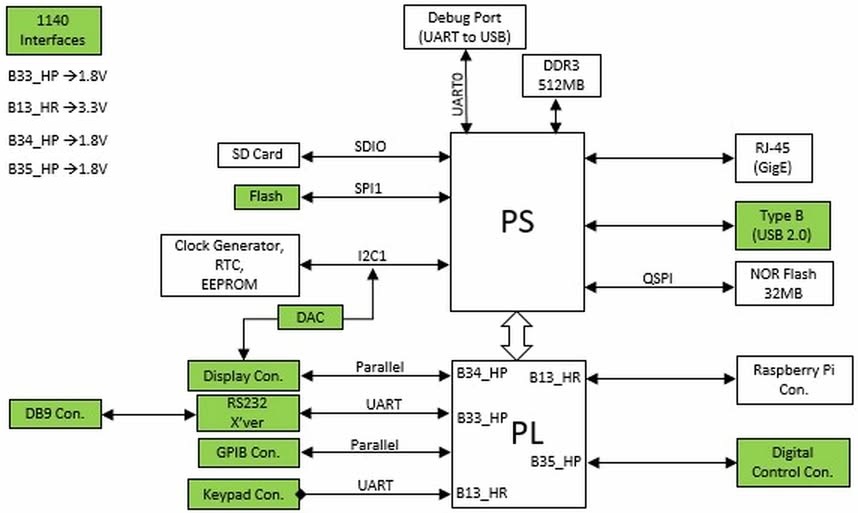 1140
Interfaces
B33_HP →1.8V
B13_HR →3.3V
B34_HP →1.8V
B35_HP →1.8V
Debug Port
(UART to USB)
UART0
DDR3
512MB
SD Card
SDIO
Flash
SPI1
Clock Generator,
RTC,
EEPROM
I2C1
DAC
PS
RJ-45
(GigE)
Type B
(USB 2.0)
QSPI
NOR Flash
32MB
Display Con.
Parallel
B34_HP
B13_HR
Raspberry Pi
Con.
DB9 Con.
RS232
X'ver
UART
B33_HP
PL
GPIB Con.
Parallel
B35_HP
Digital
Control Con.
Keypad Con.
UART
B13_HR